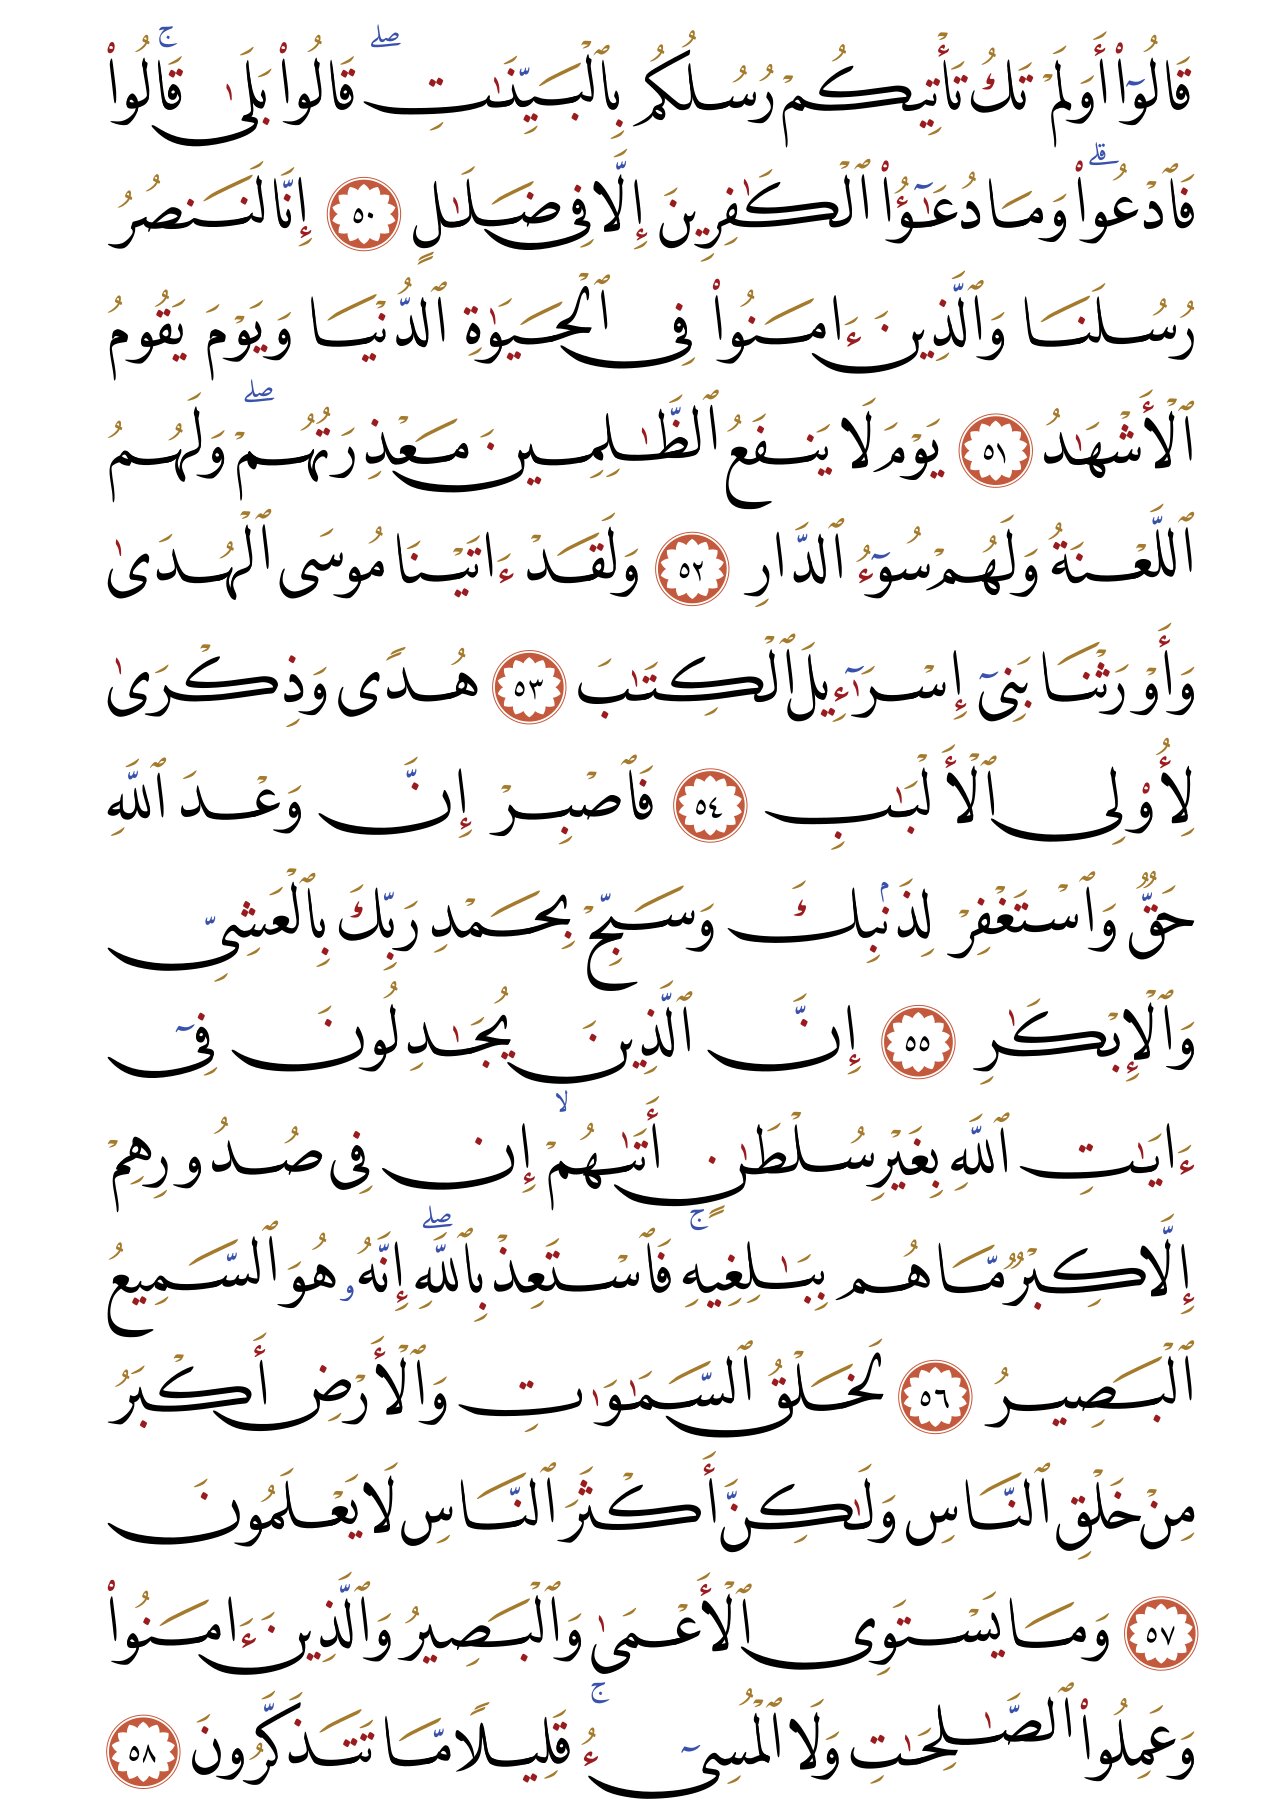 قَالُوٓا۟ أَوَلَمْ تَكُ تَأْتِيكُمْ رُسُلُكُم بِٱلْبَيِّنَـٰتِ ۖ قَالُوا۟ بَلَىٰ ۚ قَالُوا۟
فَٱدْعُوا۟ ۗ وَمَا دُعَـٰٓؤُا۟ ٱلْكَـٰفِرِينَ إِلَّا فِى ضَلَـٰلٍ ٥٠ إِنَّا لَنَنصُرُ
رُسُلَنَا وَٱلَّذِينَ ءَامَنُوا۟ فِى ٱلْحَيَوٰةِ ٱلدُّنْيَا وَيَوْمَ يَقُومُ
ٱلْأَشْهَـٰدُ ٥١ يَوْمَ لَا يَنفَعُ ٱلظَّـٰلِمِينَ مَعْذِرَتُهُمْ ۖ وَلَهُمُ
ٱللَّعْنَةُ وَلَهُمْ سُوٓءُ ٱلدَّارِ ٥٢ وَلَقَدْ ءَاتَيْنَا مُوسَى ٱلْهُدَىٰ
وَأَوْرَثْنَا بَنِىٓ إِسْرَٰٓءِيلَ ٱلْكِتَـٰبَ ٥٣ هُدًى وَذِكْرَىٰ
لِأُو۟لِى ٱلْأَلْبَـٰبِ ٥٤ فَٱصْبِرْ إِنَّ وَعْدَ ٱللَّهِ
حَقٌّ وَٱسْتَغْفِرْ لِذَنۢبِكَ وَسَبِّحْ بِحَمْدِ رَبِّكَ بِٱلْعَشِىِّ
وَٱلْإِبْكَـٰرِ ٥٥ إِنَّ ٱلَّذِينَ يُجَـٰدِلُونَ فِىٓ
ءَايَـٰتِ ٱللَّهِ بِغَيْرِ سُلْطَـٰنٍ أَتَىٰهُمْ ۙ إِن فِى صُدُورِهِمْ
إِلَّا كِبْرٌ مَّا هُم بِبَـٰلِغِيهِ ۚ فَٱسْتَعِذْ بِٱللَّهِ ۖ إِنَّهُۥ هُوَ ٱلسَّمِيعُ
ٱلْبَصِيرُ ٥٦ لَخَلْقُ ٱلسَّمَـٰوَٰتِ وَٱلْأَرْضِ أَكْبَرُ
مِنْ خَلْقِ ٱلنَّاسِ وَلَـٰكِنَّ أَكْثَرَ ٱلنَّاسِ لَا يَعْلَمُونَ
٥٧ وَمَا يَسْتَوِى ٱلْأَعْمَىٰ وَٱلْبَصِيرُ وَٱلَّذِينَ ءَامَنُوا۟
وَعَمِلُوا۟ ٱلصَّـٰلِحَـٰتِ وَلَا ٱلْمُسِىٓءُ ۚ قَلِيلًا مَّا تَتَذَكَّرُونَ ٥٨